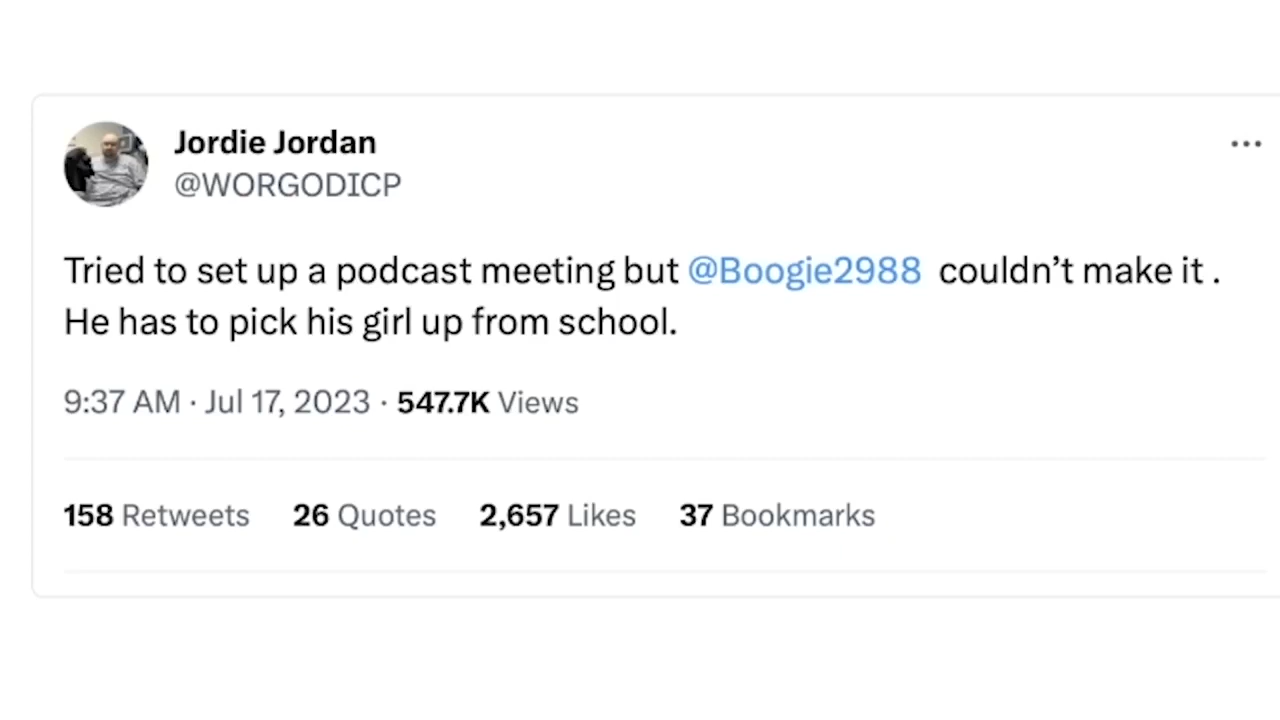 Jordie Jordan
@WORGODICP
Tried to set up a podcast meeting but @Boogie2988 couldn’t make it .
He has to pick his girl up from school.
9:37 AM · Jul 17, 2023 · 547.7K Views
158 Retweets 26 Quotes 2,657 Likes 37 Bookmarks